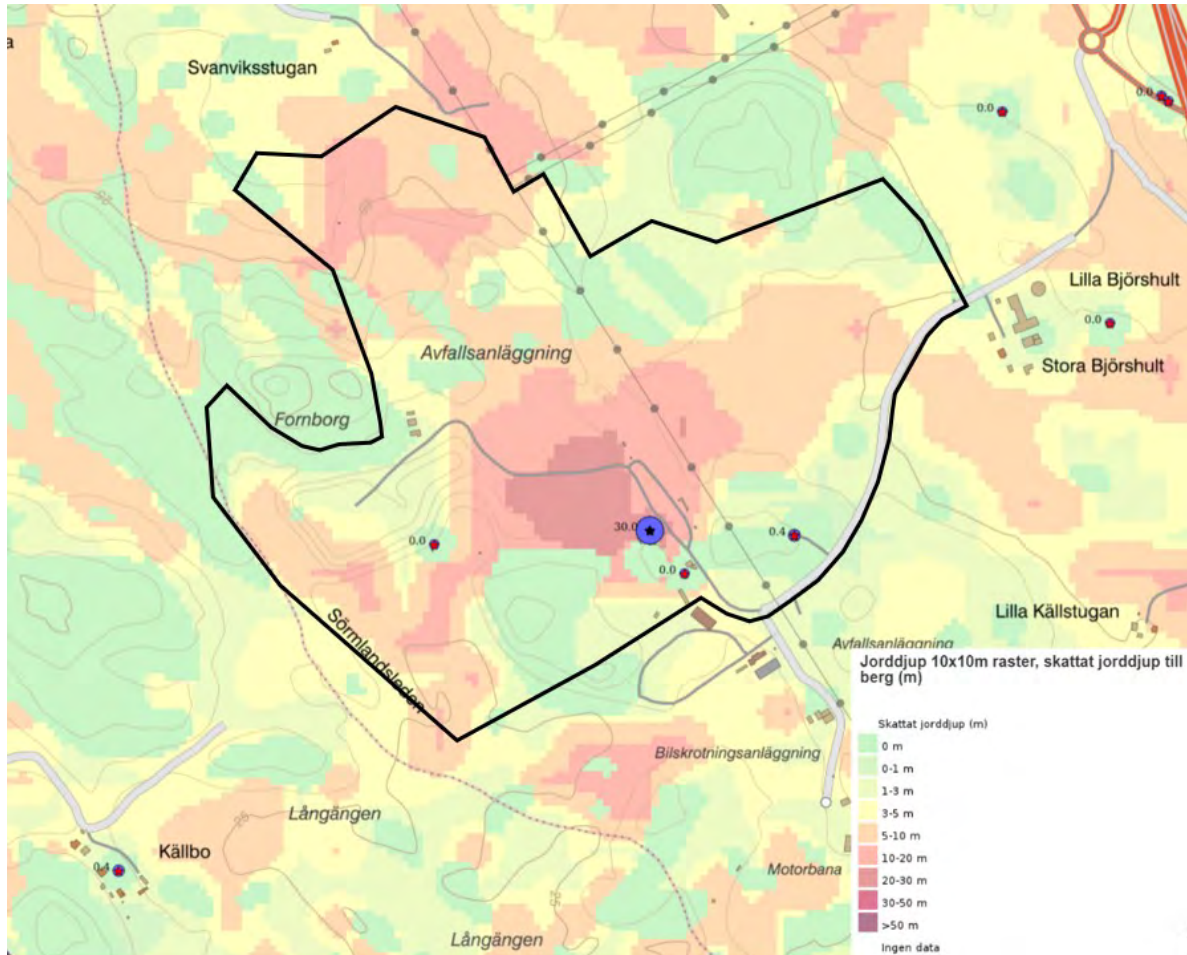 a
Svanviksstugan
0.0
0.0
Lilla Björshult
0.0
Stora Björshult
Avfallsanläggning
Fornborg
30.0
0.4
0.0
0.0
Sörmlandsleden
Lilla Källstugan
Avfallsanläggning
Bilskrotningsanläggning
Långängen
25
Källbo
0.4
Motorbana
25
Långängen
Jorddjup 10x10m raster, skattat jorddjup till
berg (m)
Skattat jorddjup (m)
0 m
0-1 m
1-3 m
3-5 m
5-10 m
10-20 m
20-30 m
30-50 m
>50 m
Ingen data